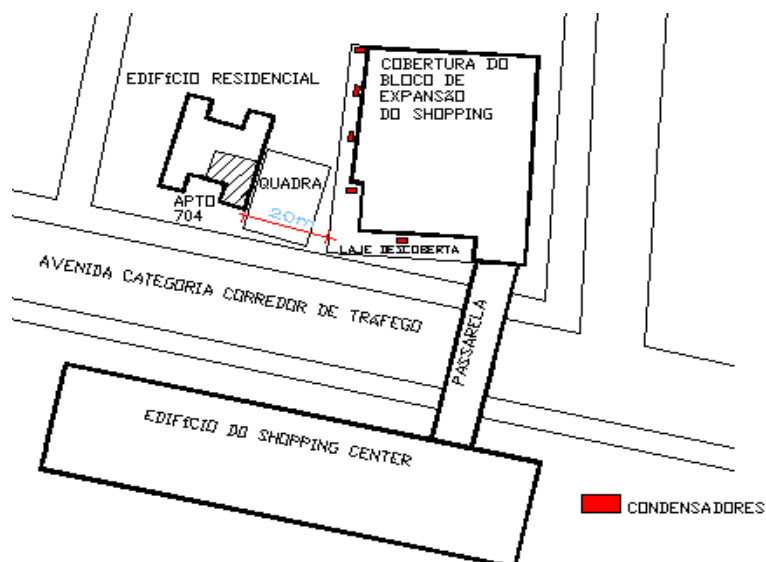 EDIFíCIO RESIDENCIAL
COBERTURA DO
BLOCO DE
EXPANSÃO
DO SHOPPING
QUADRA
APTO
704
20m
LAJE DESCOBERTA
AVENIDA CATEGORIA CORREDOR DE TRáFEGO
PASSARELA
EDIFíCIO DO SHOPPING CENTER
CONDENSADORES